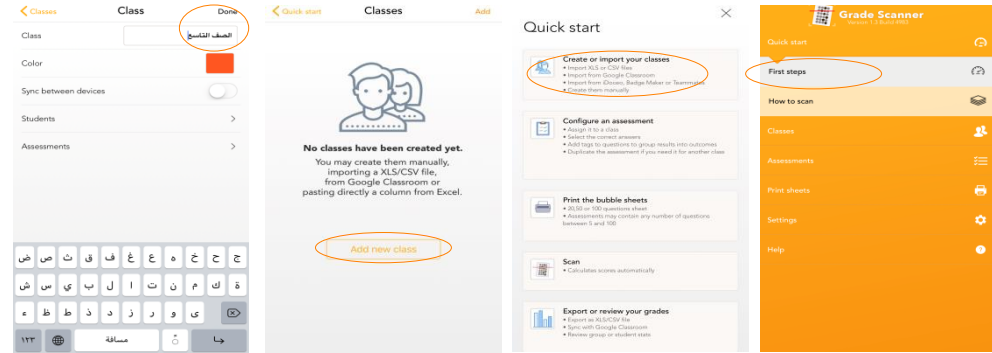 Classes
Class
Done
Class
الصف التاسع
Color
Sync between devices
Students
Assessments
ض ص ث ق ف غ ع ه خ ح ج
ش س ي ب ل ا ت ن م ك ة
ء ظ ط ذ د ز ر و ى
١٢٣
مسافة
Quick start
Classes
Add
No classes have been created yet.
You may create them manually,
importing a XLS/CSV file,
from Google Classroom or
pasting directly a column from Excel.
Add new class
Quick start
Create or import your classes
• Import XLS or CSV files
• Import from Google Classroom
• Import from iDoceo, Badge Maker or Teammates
• Create them manually
Configure an assessment
• Assign it to a class
• Select the correct answers
• Add tags to questions to group results into outcomes
• Duplicate the assessment if you need it for another class
Print the bubble sheets
• 20,50 or 100 questions sheet
• Assessments may contain any number of questions
between 5 and 100
Scan
• Calculates scores automatically
Export or review your grades
• Export as XLS/CSV file
• Sync with Google Classroom
• Review group or student stats
Grade Scanner
Version 1.3 Build
Quick start
First steps
How to scan
Classes
Assessments
Print sheets
Settings
Help